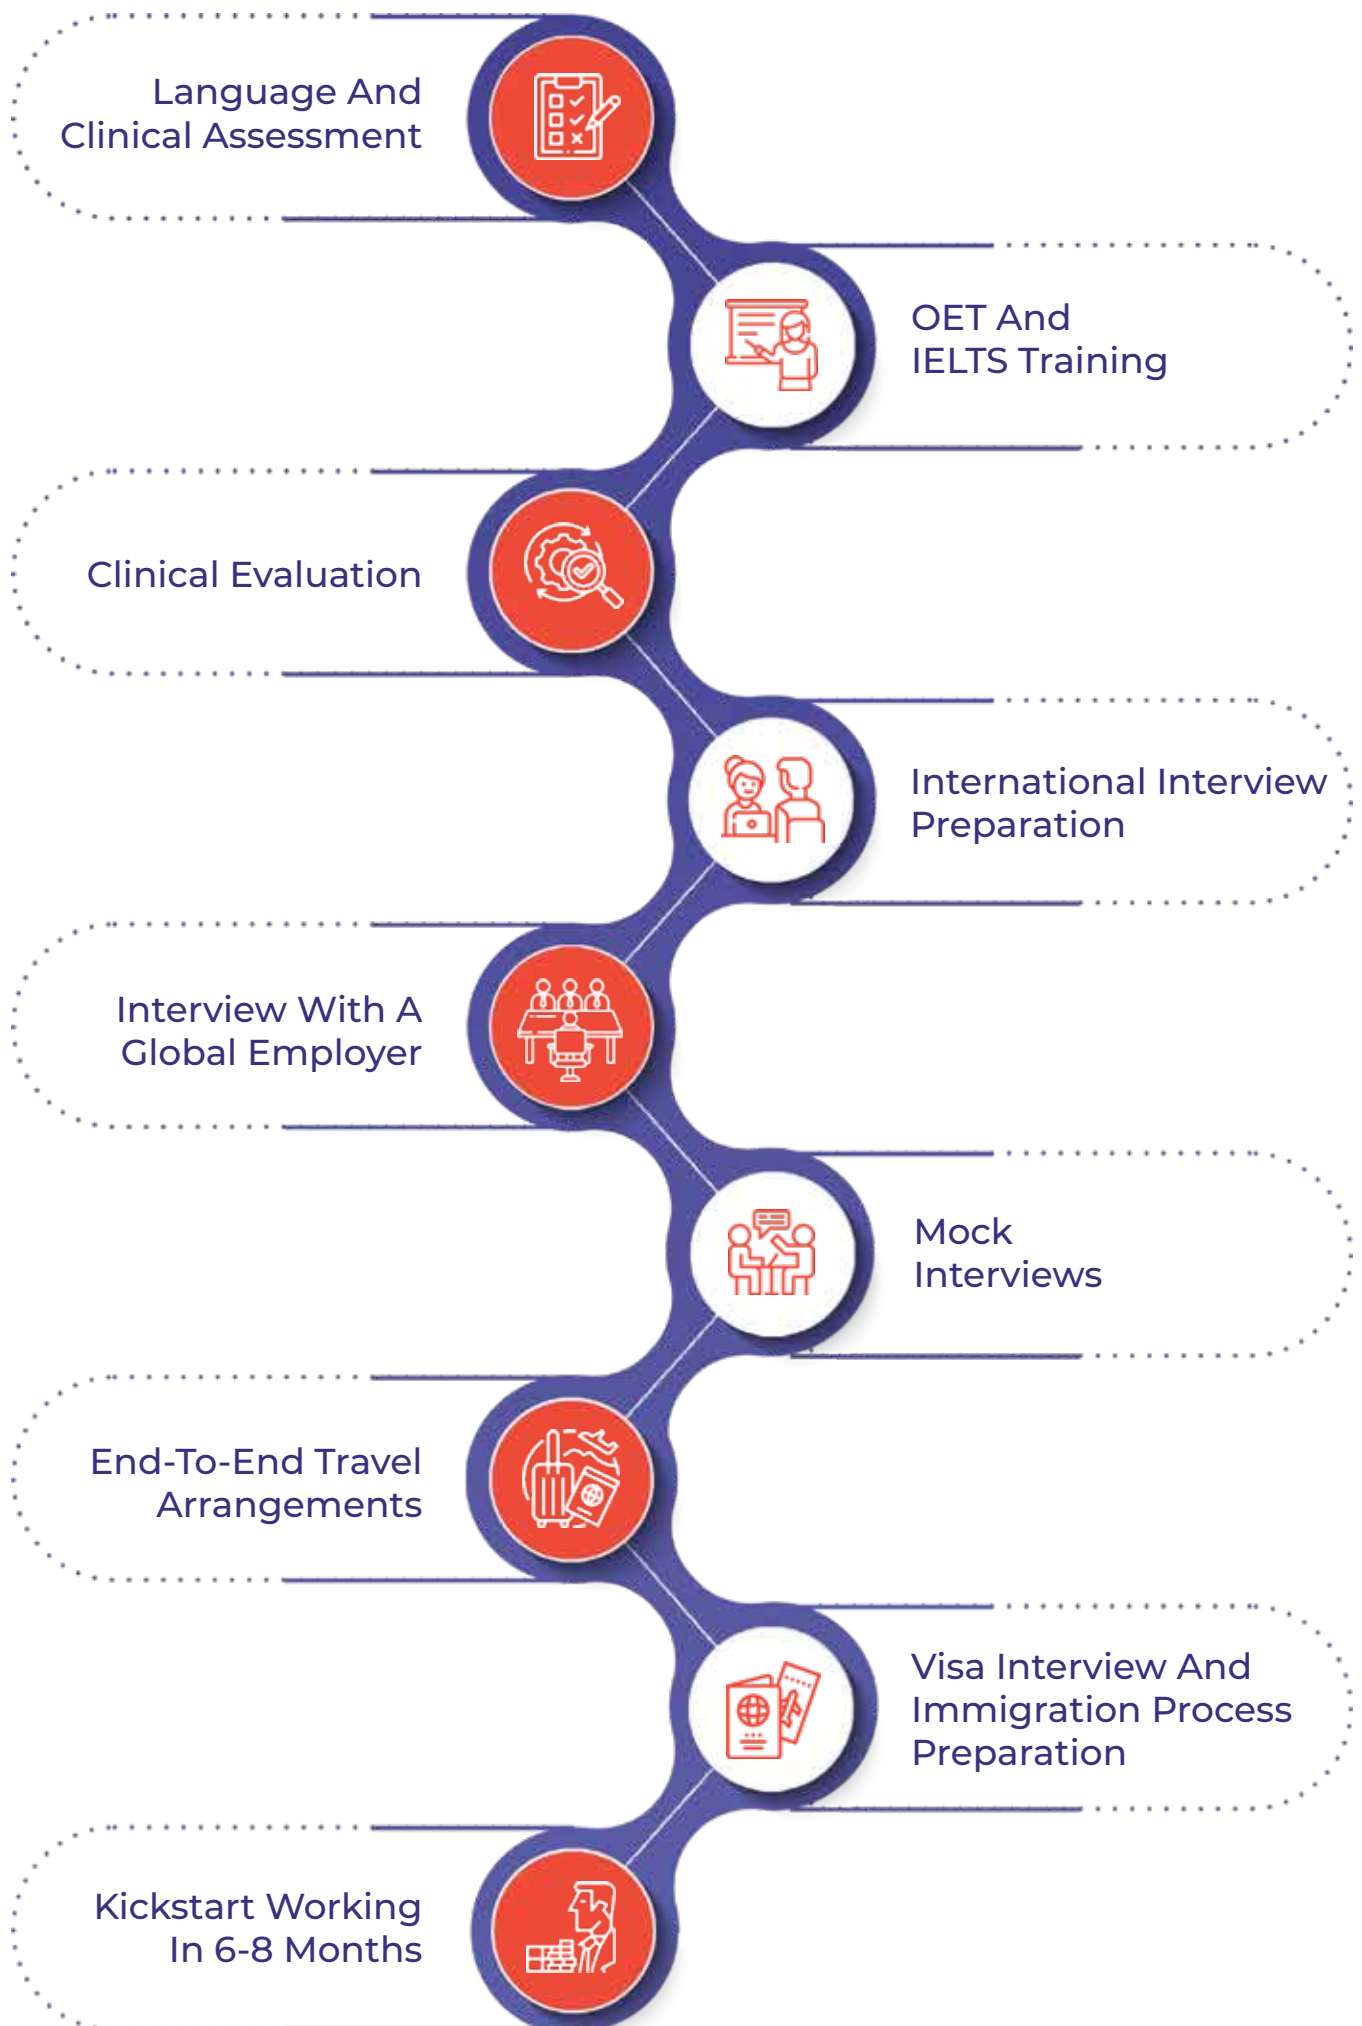 Language And
Clinical Assessment
OET And
IELTS Training
Clinical Evaluation
International Interview
Preparation
Interview With A
Global Employer
Mock
Interviews
End-To-End Travel
Arrangements
Visa Interview And
Immigration Process
Preparation
Kickstart Working
In 6-8 Months